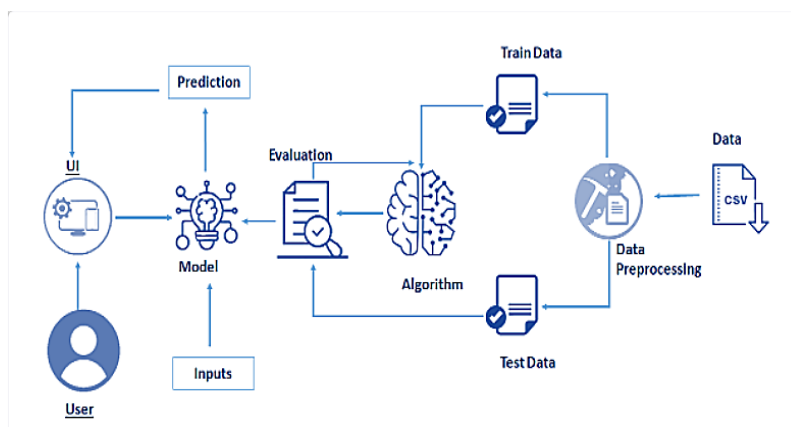 Train Data
Prediction
Data
Evaluation
UI
CSV
Model
Algorithm
Data
Preprocessing
Inputs
Test Data
User